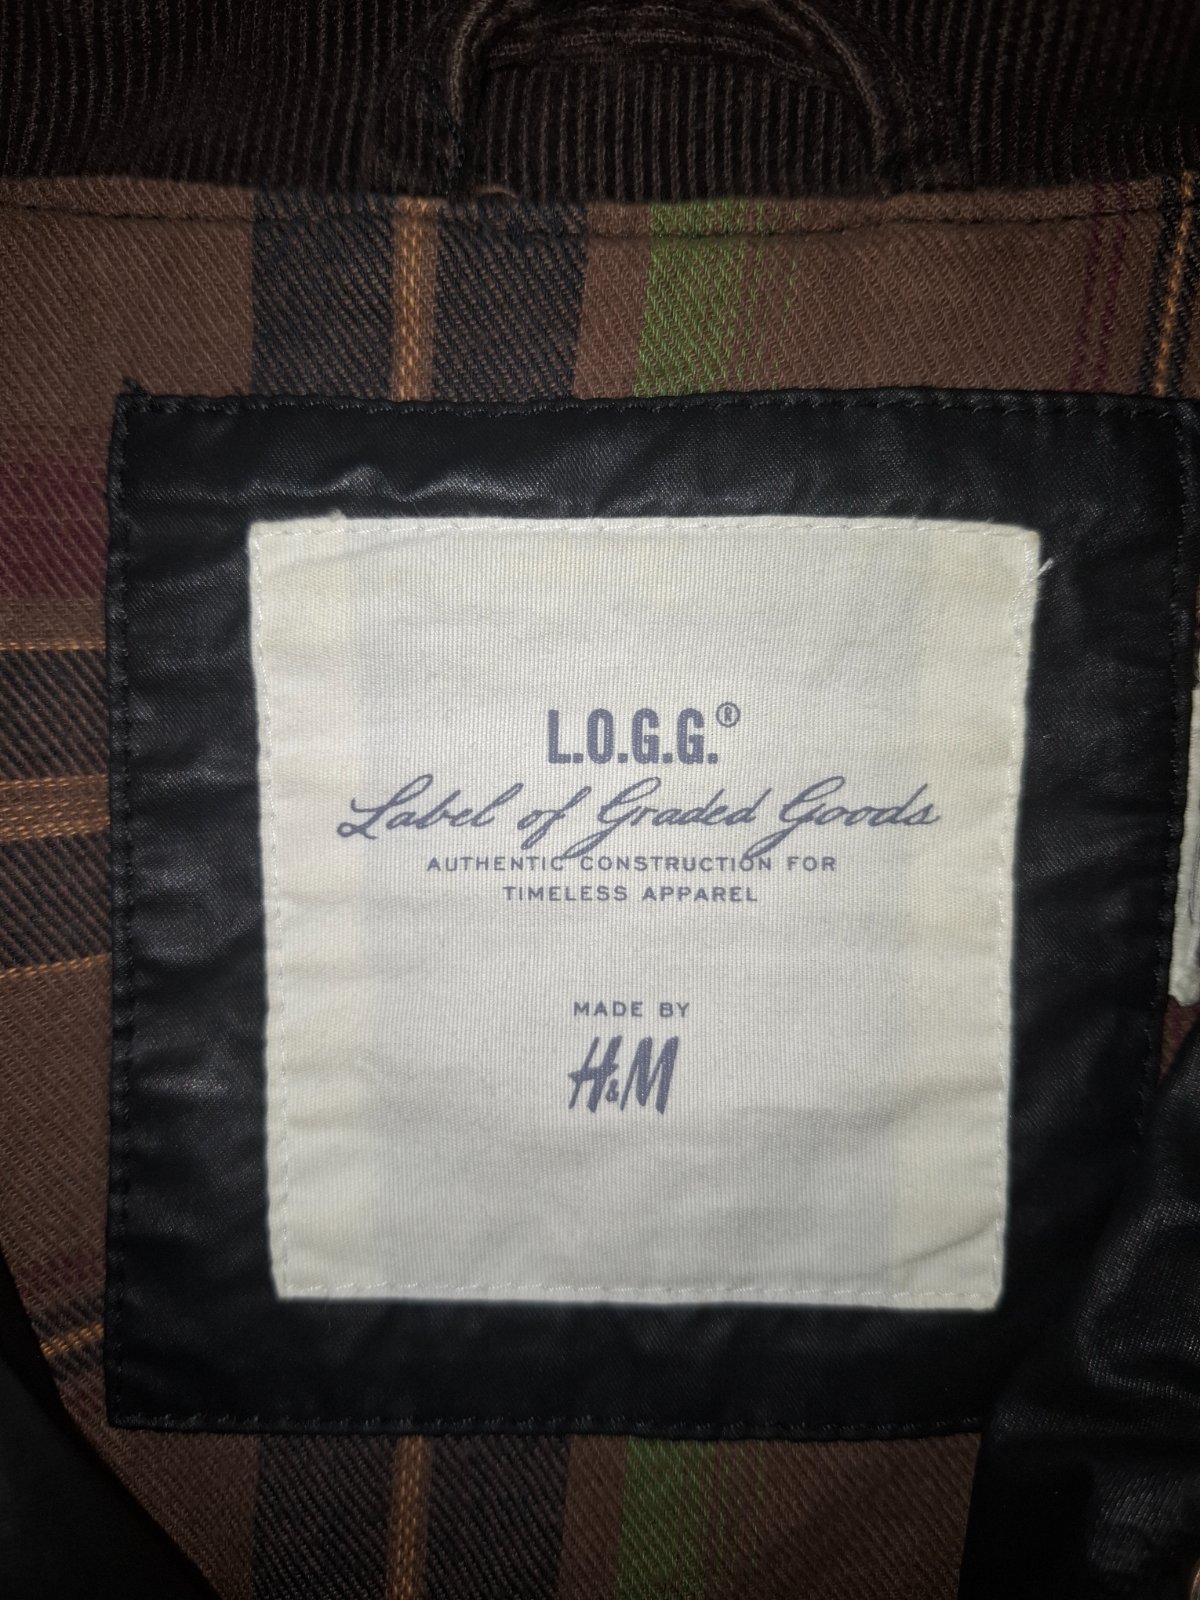 L.O.G.G.®
Label of Graded Goods
AUTHENTIC CONSTRUCTION FOR
TIMELESS APPAREL
MADE BY
H&M